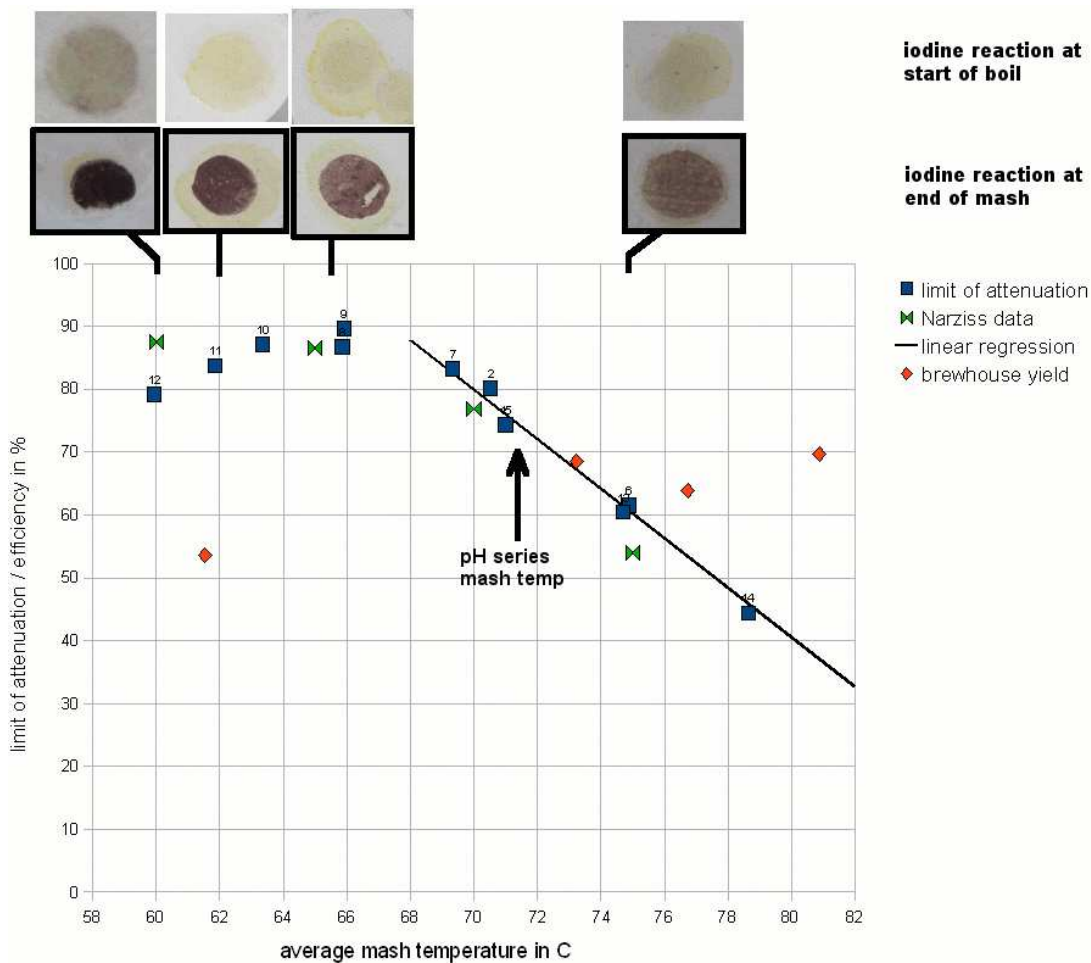 iodine reaction at
start of boil
iodine reaction at
end of mash
100
90
80
70
60
50
40
30
20
10
0
limit of attenuation / efficiency in %
12
11
10
9
8
7
2
15
6
14
pH series
mash temp
58 60 62 64 66 68 70 72 74 76 78 80 82
average mash temperature in C
limit of attenuation
Narziss data
linear regression
brewhouse yield